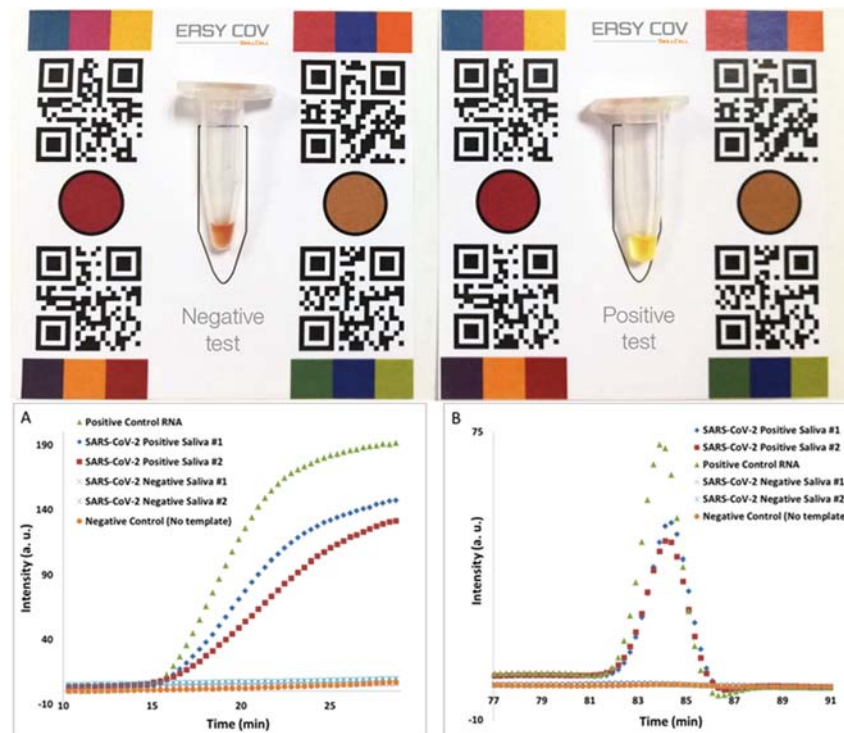 EASY COV
SKILLCELL
Negative
test
EASY COV
SKILLCELL
Positive
test
A
Positive Control RNA
SARS-CoV-2 Positive Saliva #1
SARS-CoV-2 Positive Saliva #2
SARS-CoV-2 Negative Saliva #1
SARS-CoV-2 Negative Saliva #2
Negative Control (No template)
190
140
90
40
-10
10
15
20
25
Intensity (a. u.)
Time (min)
B
SARS-CoV-2 Positive Saliva #1
SARS-CoV-2 Positive Saliva #2
Positive Control RNA
SARS-CoV-2 Negative Saliva #1
SARS-CoV-2 Negative Saliva #2
Negative Control (No template)
75
-10
77
79
81
83
85
87
89
91
Intensity (a. u.)
Time (min)